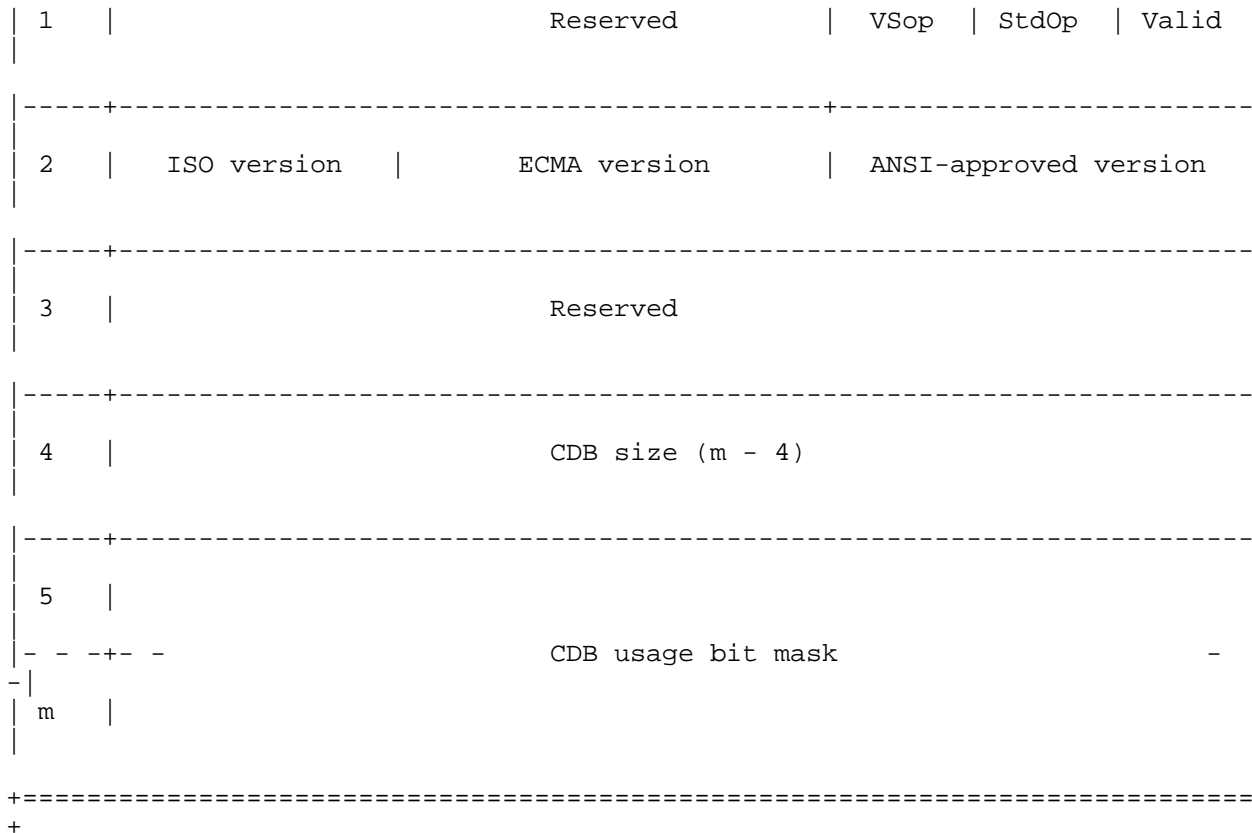 | 1   |                           Reserved         |  VSop  | StdOp  | Valid
|
|-----+--------------------------------------------+--------------------------
|
| 2   |   ISO version   |       ECMA version       |  ANSI-approved version
|
|-----+-----------------------------------------------------------------------
|
| 3   |                           Reserved
|
|-----+-----------------------------------------------------------------------
|
| 4   |                           CDB size (m - 4)
|
|-----+-----------------------------------------------------------------------
|
| 5   |
|
|- - -+- -                        CDB usage bit mask                       -
-|
| m   |
|
+=============================================================================
+